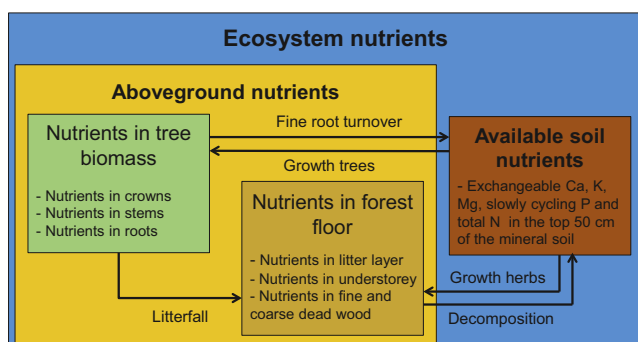 Ecosystem nutrients
Aboveground nutrients
Nutrients in tree
biomass
- Nutrients in crowns
- Nutrients in stems
- Nutrients in roots
Fine root turnover
Growth trees
Available soil
nutrients
- Exchangeable Ca, K,
Mg, slowly cycling P and
total N in the top 50 cm
of the mineral soil
Nutrients in forest
floor
- Nutrients in litter layer
- Nutrients in understorey
- Nutrients in fine and
coarse dead wood
Litterfall
Growth herbs
Decomposition